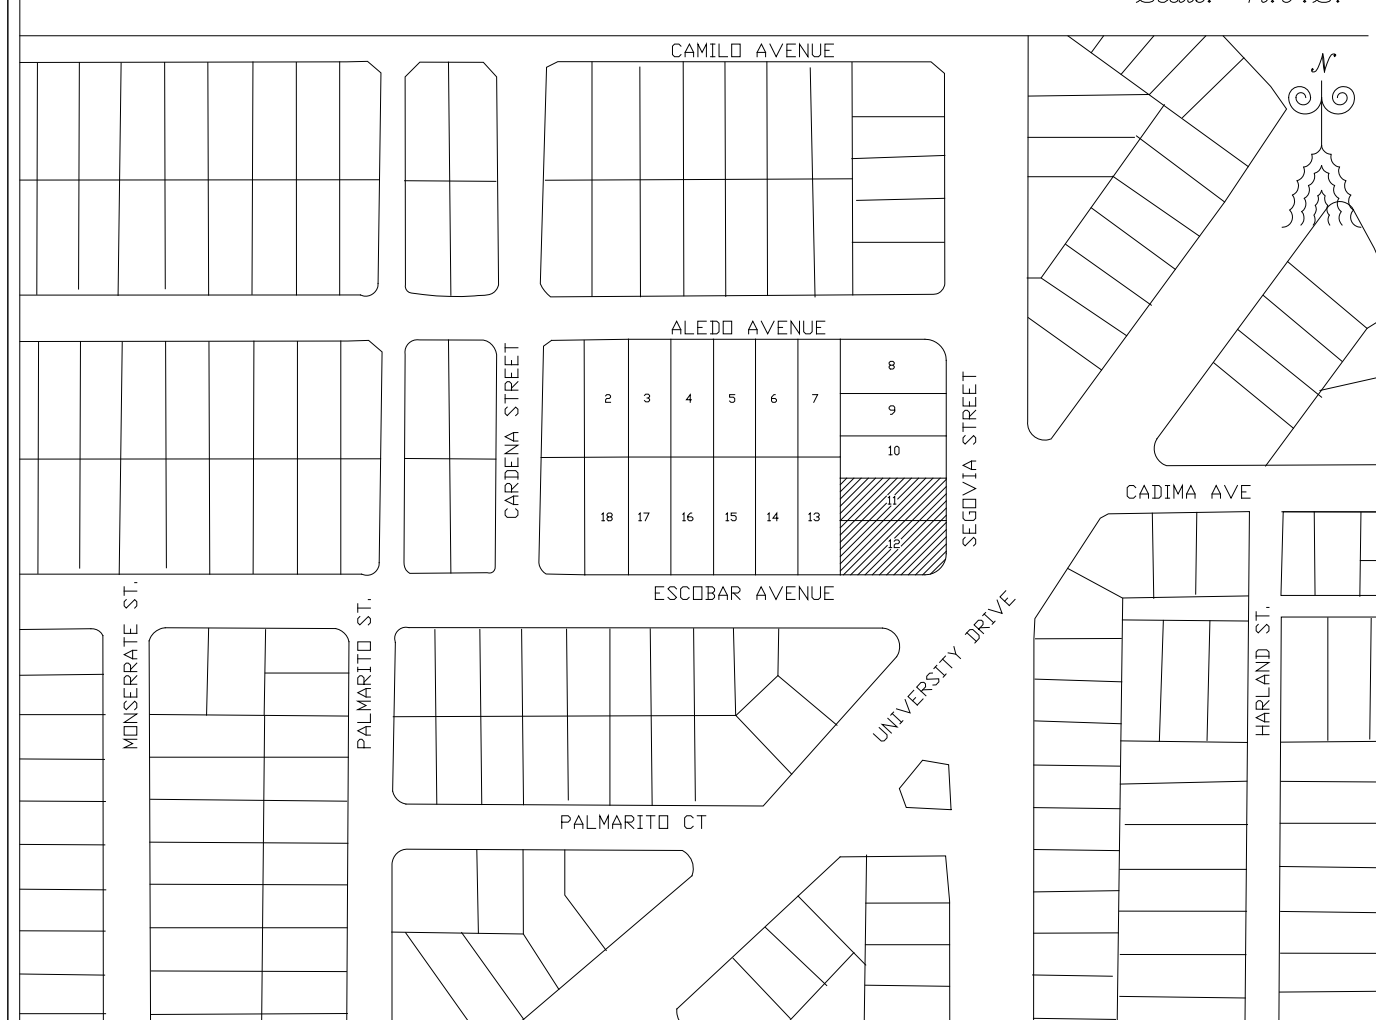 CAMILO AVENUE
N
ALEDO AVENUE
CARDENA STREET
SEGOVIA STREET
2 3 4 5 6 7
8
9
10
11
12
18 17 16 15 14 13
CADIMA AVE
ESCOBAR AVENUE
MONSERRATE ST.
PALMARITO ST.
UNIVERSITY DRIVE
HARLAND ST.
PALMARITO CT